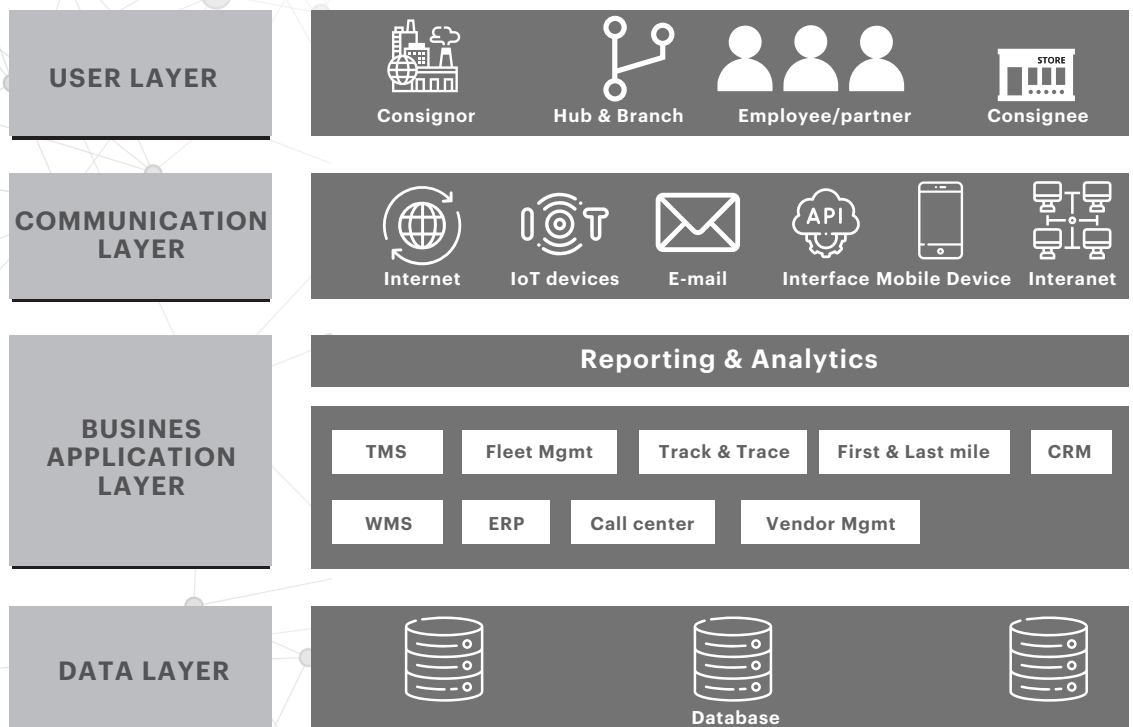 USER LAYER
STORE
Consignor
Hub & Branch
Employee/partner
Consignee
COMMUNICATION
LAYER
IOT
API
Internet
IoT devices
E-mail
Interface
Mobile Device
Interanet
BUSINES
APPLICATION
LAYER
Reporting & Analytics
TMS
Fleet Mgmt
Track & Trace
First & Last mile
CRM
WMS
ERP
Call center
Vendor Mgmt
DATA LAYER
Database